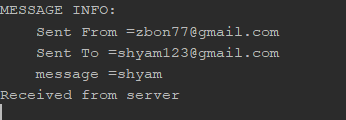 MESSAGE INFO:
Sent From =zbon77@gmail.com
Sent To =shyam123@gmail.com
message =shyam
Received from server